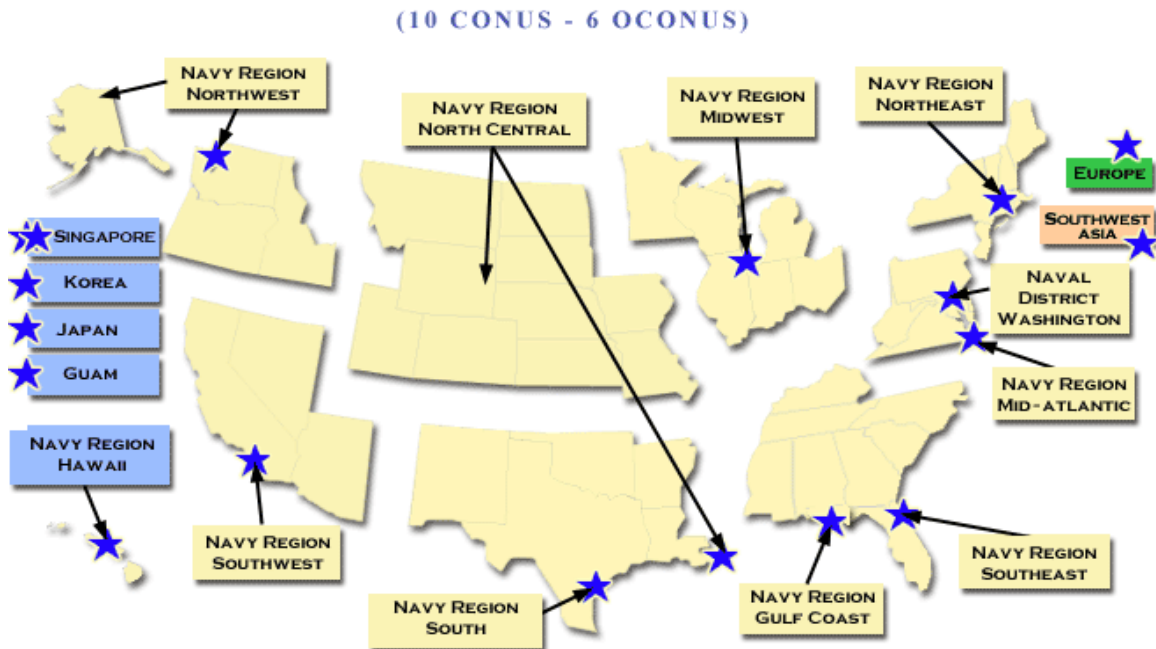 (10 CONUS - 6 OCONUS)
NAVY REGION
NORTHWEST
NAVY REGION
NORTH CENTRAL
NAVY REGION
MIDWEST
NAVY REGION
NORTHEAST
EUROPE
SOUTHWEST
ASIA
SINGAPORE
KOREA
JAPAN
GUAM
NAVAL
DISTRICT
WASHINGTON
NAVY REGION
MID-ATLANTIC
NAVY REGION
HAWAII
NAVY REGION
SOUTHWEST
NAVY REGION
SOUTH
NAVY REGION
GULF COAST
NAVY REGION
SOUTHEAST